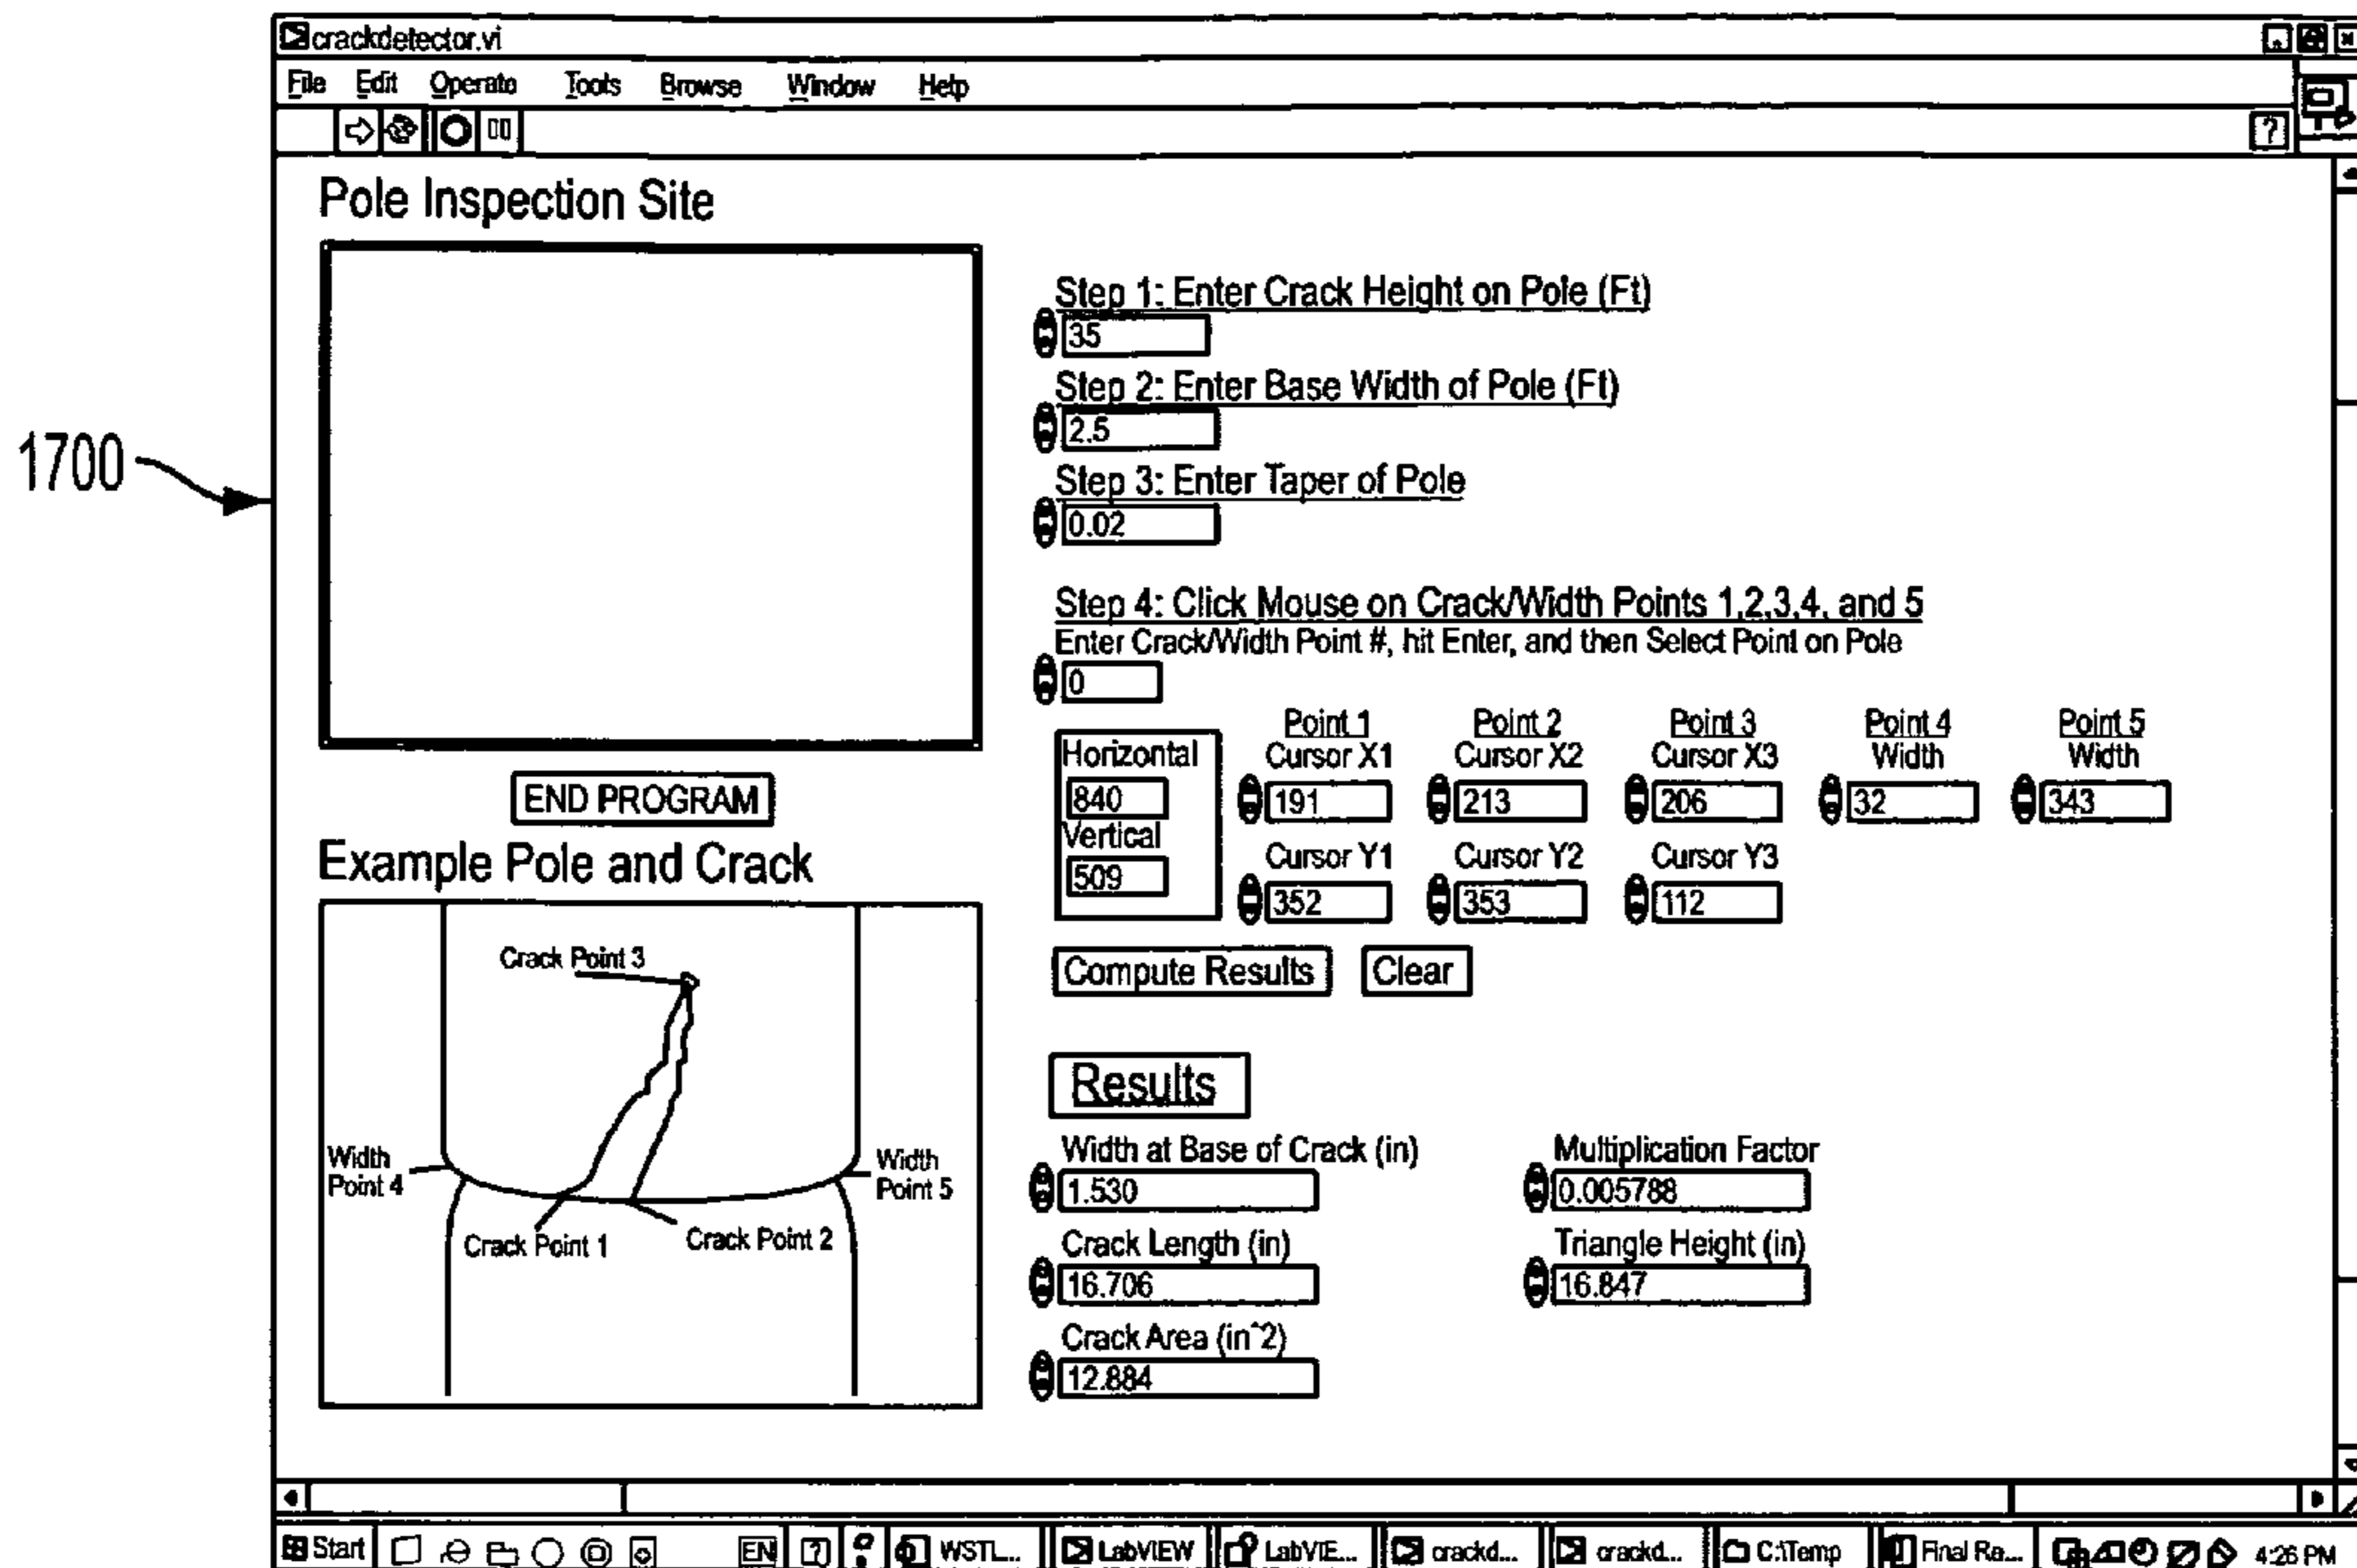 crackdetector.vi
File Edit Operate Tools Browse Window Help
?
Pole Inspection Site
1700
END PROGRAM
Example Pole and Crack
Crack Point 3
Width
Point 4
Width
Point 5
Crack Point 1
Crack Point 2
Step 1: Enter Crack Height on Pole (Ft)
35
Step 2: Enter Base Width of Pole (Ft)
2.5
Step 3: Enter Taper of Pole
0.02
Step 4: Click Mouse on Crack/Width Points 1,2,3,4, and 5
Enter Crack/Width Point #, hit Enter, and then Select Point on Pole
0
Horizontal
840
Vertical
509
Point 1 Point 2 Point 3 Point 4 Point 5
Cursor X1 Cursor X2 Cursor X3 Width Width
191 213 206 32 343
Cursor Y1 Cursor Y2 Cursor Y3
352 353 112
Compute Results Clear
Results
Width at Base of Crack (in) Multiplication Factor
1.530 0.005788
Crack Length (in) Triangle Height (in)
16.706 16.847
Crack Area (in^2)
12.884
Start EN ? WSTL... LabVIEW LabVIE... crackd... crackd... C:\Temp Final Ra... 4:26 PM